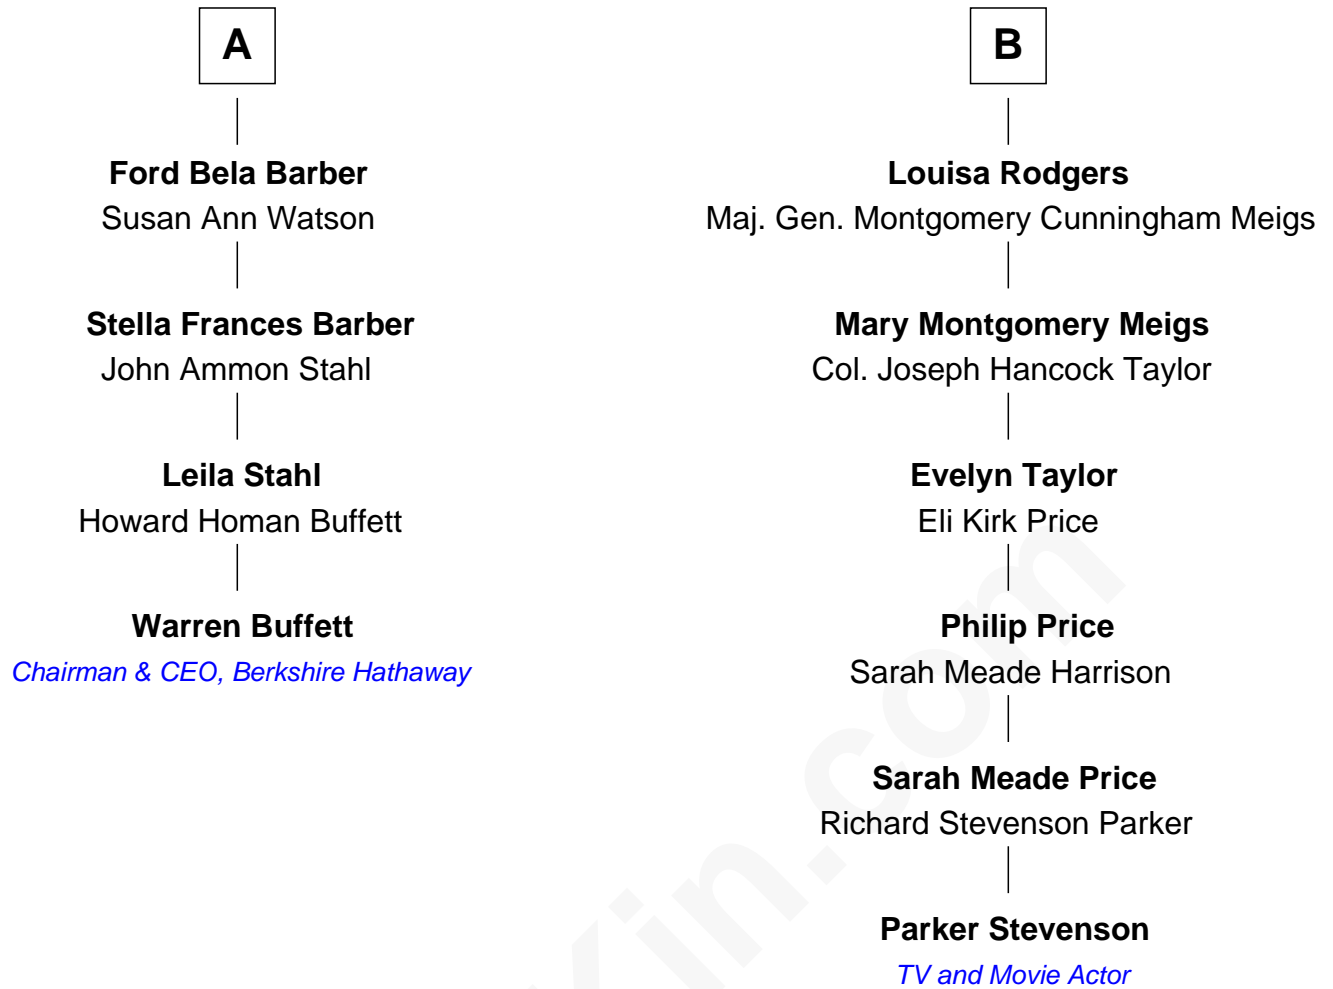 A
Ford Bela Barber
Susan Ann Watson
Stella Frances Barber
John Ammon Stahl
Leila Stahl
Howard Homan Buffett
Warren Buffett
Chairman & CEO, Berkshire Hathaway
B
Louisa Rodgers
Maj. Gen. Montgomery Cunningham Meigs
Mary Montgomery Meigs
Col. Joseph Hancock Taylor
Evelyn Taylor
Eli Kirk Price
Philip Price
Sarah Meade Harrison
Sarah Meade Price
Richard Stevenson Parker
Parker Stevenson
TV and Movie Actor
Kin.com